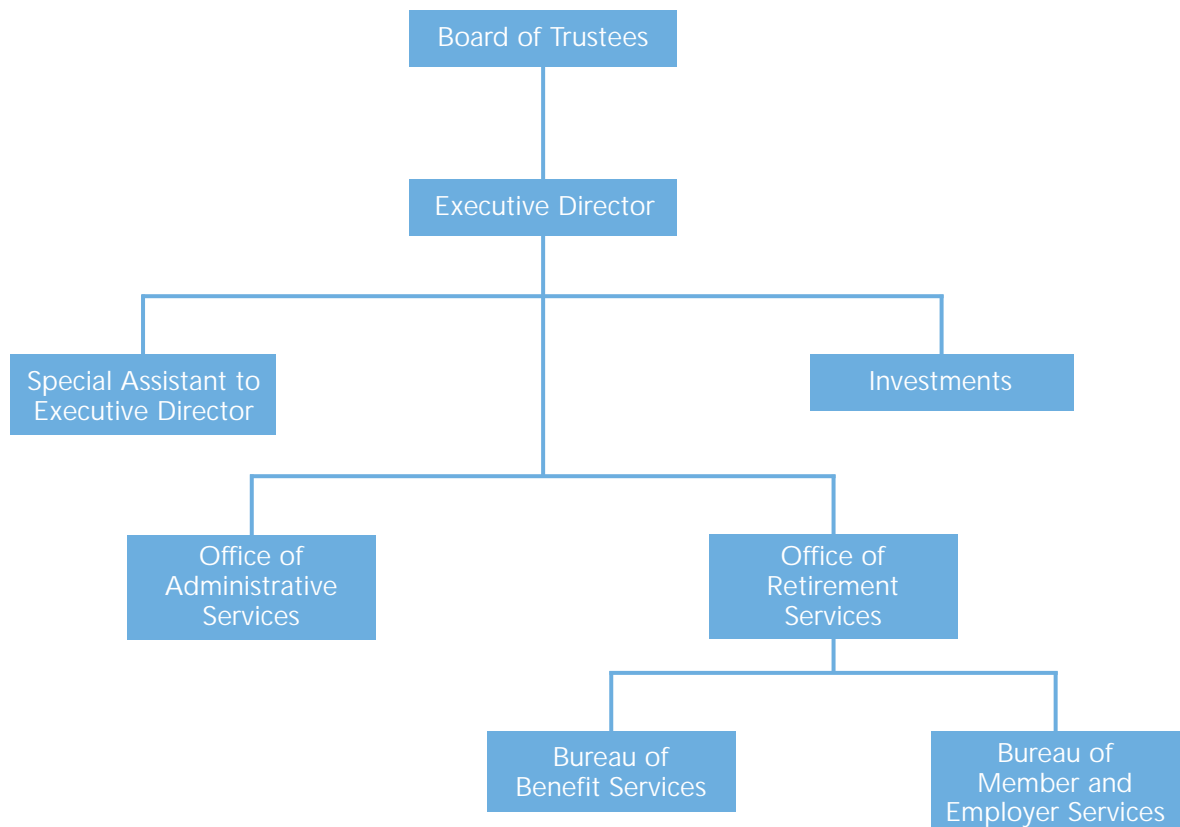 Board of Trustees
Executive Director
Special Assistant to
Executive Director
Investments
Office of
Administrative
Services
Office of
Retirement
Services
Bureau of
Benefit Services
Bureau of
Member and
Employer Services